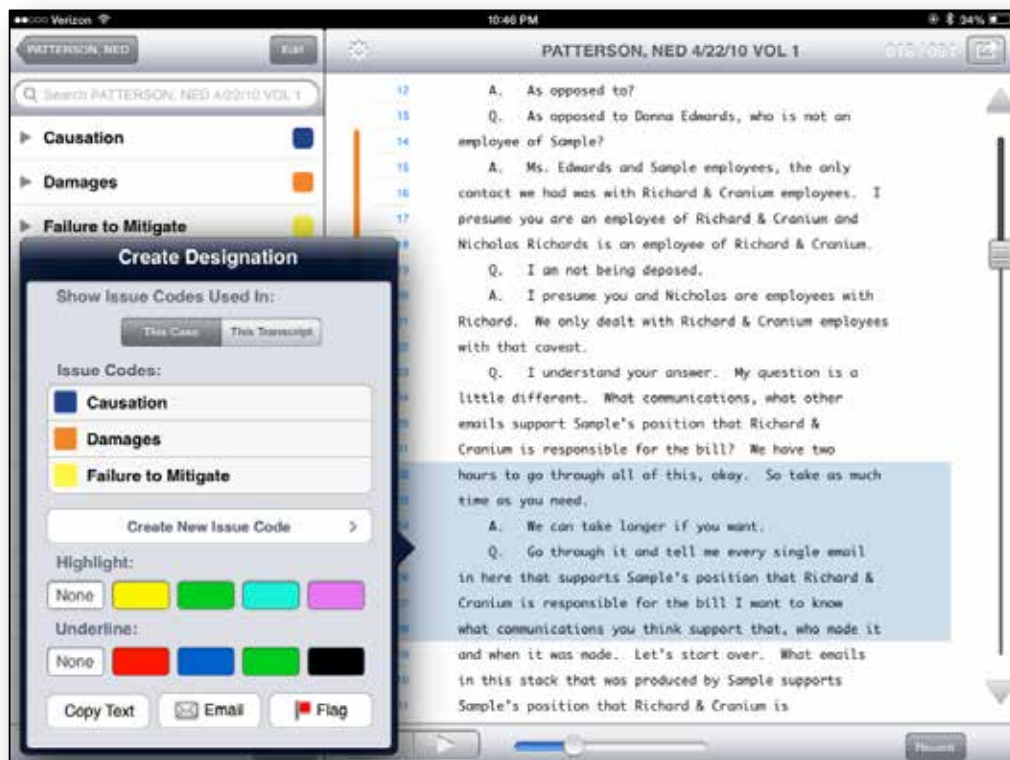 Verizon
10:46 PM
34%
PATTERSON, NED
Edit
Search PATTERSON, NED 4/22/10 VOL 1
Causation
Damages
Failure to Mitigate
Create Designation
Show Issue Codes Used In:
This Case
This Transcript
Issue Codes:
Causation
Damages
Failure to Mitigate
Create New Issue Code
Highlight:
None
Underline:
None
Copy Text
Email
Flag
PATTERSON, NED 4/22/10 VOL 1
12 A. As opposed to?
13 Q. As opposed to Donna Edwards, who is not an
14 employee of Sample?
15 A. Ms. Edwards and Sample employees, the only
16 contact we had was with Richard & Cranium employees. I
17 presume you are an employee of Richard & Cranium and
Nicholas Richards is an employee of Richard & Cranium.
Q. I am not being deposed.
A. I presume you and Nicholas are employees with
Richard. We only dealt with Richard & Cranium employees
with that caveat.
Q. I understand your answer. My question is a
little different. What communications, what other
emails support Sample's position that Richard &
Cranium is responsible for the bill? We have two
hours to go through all of this, okay. So take as much
time as you need.
A. We can take longer if you want.
Q. Go through it and tell me every single email
in here that supports Sample's position that Richard &
Cranium is responsible for the bill I want to know
what communications you think support that, who made it
and when it was made. Let's start over. What emails
in this stack that was produced by Sample supports
Sample's position that Richard & Cranium is